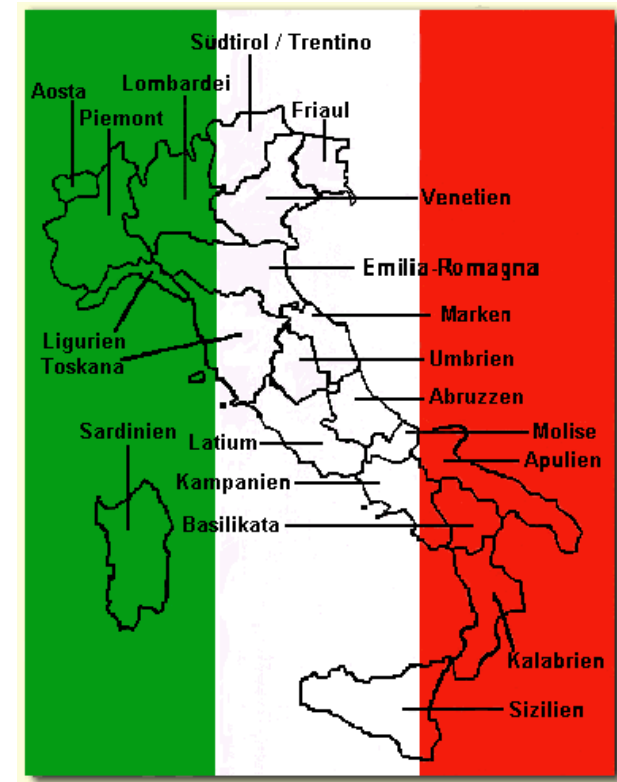 Südtirol / Trentino
Lombardei
Aosta
Friaul
Piemont
Venetien
Emilia-Romagna
Marken
Ligurien
Umbrien
Toskana
Abruzzen
Sardinien
Molise
Latium
Apulien
Kampanien
Basilikata
Kalabrien
Sizilien